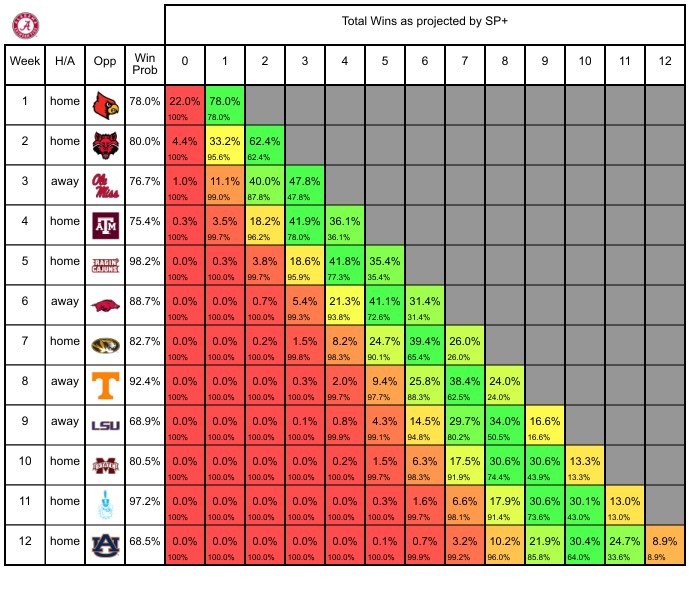 Total Wins as projected by SP+
Week H/A Opp Win Prob 0 1 2 3 4 5 6 7 8 9 10 11 12
1 home 78.0% 22.0% 78.0%
100% 78.0%
2 home 80.0% 4.4% 33.2% 62.4%
100% 95.6% 62.4%
3 away Ole Miss 76.7% 1.0% 11.1% 40.0% 47.8%
100% 99.0% 87.8% 47.8%
4 home ATM 75.4% 0.3% 3.5% 18.2% 41.9% 36.1%
100% 99.7% 96.2% 78.0% 36.1%
5 home RAGIN CAJUNS 98.2% 0.0% 0.3% 3.8% 18.6% 41.8% 35.4%
100% 100.0% 99.7% 95.9% 77.3% 35.4%
6 away 88.7% 0.0% 0.0% 0.7% 5.4% 21.3% 41.1% 31.4%
100% 100.0% 100.0% 99.3% 93.8% 72.6% 31.4%
7 home 82.7% 0.0% 0.0% 0.2% 1.5% 8.2% 24.7% 39.4% 26.0%
100% 100.0% 100.0% 99.8% 98.3% 90.1% 65.4% 26.0%
8 away T 92.4% 0.0% 0.0% 0.0% 0.3% 2.0% 9.4% 25.8% 38.4% 24.0%
100% 100.0% 100.0% 100.0% 99.7% 97.7% 88.3% 62.5% 24.0%
9 away LSU 68.9% 0.0% 0.0% 0.0% 0.1% 0.8% 4.3% 14.5% 29.7% 34.0% 16.6%
100% 100.0% 100.0% 100.0% 99.9% 99.1% 94.8% 80.2% 50.5% 16.6%
10 home M STATE 80.5% 0.0% 0.0% 0.0% 0.0% 0.2% 1.5% 6.3% 17.5% 30.6% 30.6% 13.3%
100% 100.0% 100.0% 100.0% 100.0% 99.7% 98.3% 91.9% 74.4% 43.9% 13.3%
11 home 97.2% 0.0% 0.0% 0.0% 0.0% 0.0% 0.3% 1.6% 6.6% 17.9% 30.6% 30.1% 13.0%
100% 100.0% 100.0% 100.0% 100.0% 100.0% 99.7% 98.1% 91.4% 73.6% 43.0% 13.0%
12 home AU 68.5% 0.0% 0.0% 0.0% 0.0% 0.0% 0.1% 0.7% 3.2% 10.2% 21.9% 30.4% 24.7% 8.9%
100% 100.0% 100.0% 100.0% 100.0% 100.0% 99.9% 99.2% 96.0% 85.8% 64.0% 33.6% 8.9%